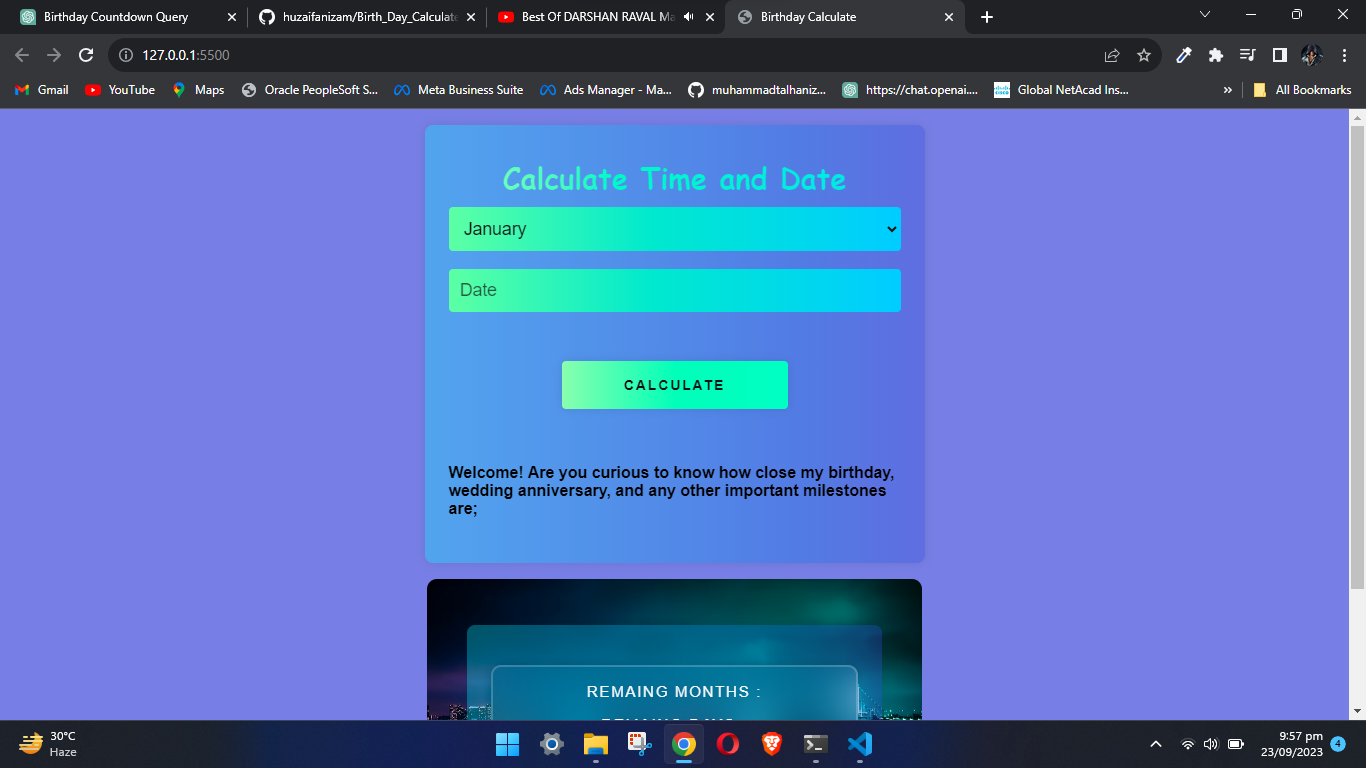 Birthday Countdown Query
huzaifanizam/Birth_Day_Calculate
Best Of DARSHAN RAVAL Ma
Birthday Calculate
127.0.0.1:5500
Gmail
YouTube
Maps
Oracle PeopleSoft S...
Meta Business Suite
Ads Manager - Ma...
muhammadtalhaniz...
https://chat.openai....
Global NetAcad Ins...
»
All Bookmarks
Calculate Time and Date
January
Date
CALCULATE
Welcome! Are you curious to know how close my birthday,
wedding anniversary, and any other important milestones
are;
REMAING MONTHS :
30°C
Haze
9:57 pm
23/09/2023
4